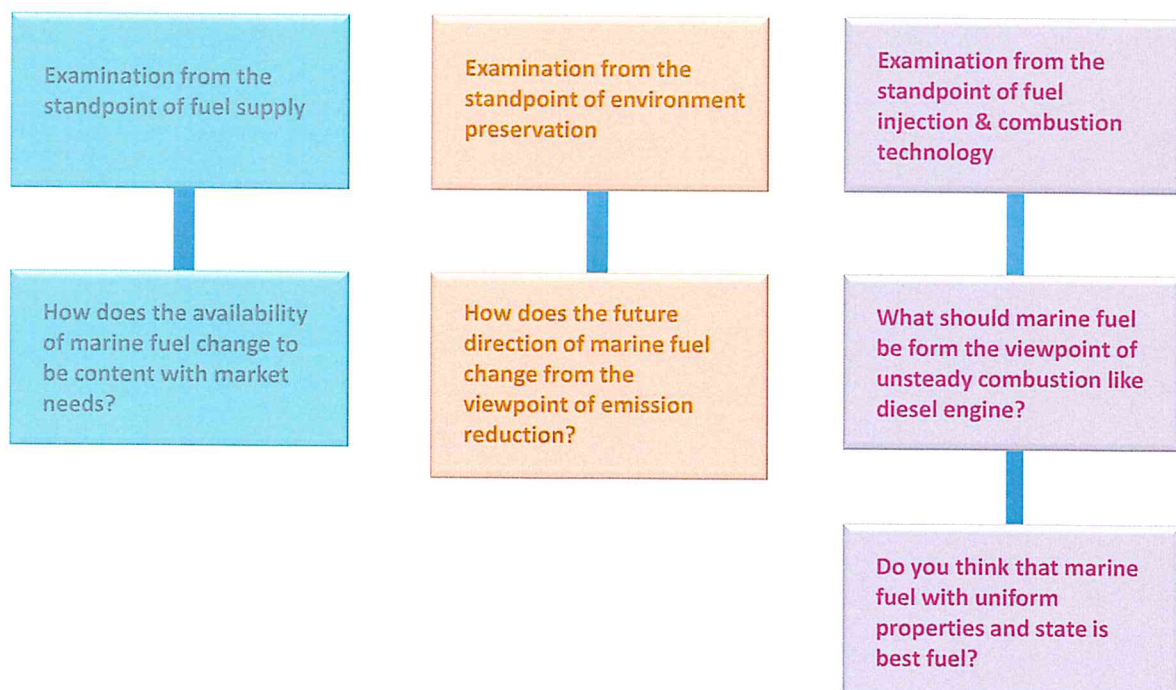 Examination from the
standpoint of fuel supply
How does the availability
of marine fuel change to
be content with market
needs?
Examination from the
standpoint of environment
preservation
How does the future
direction of marine fuel
change from the
viewpoint of emission
reduction?
Examination from the
standpoint of fuel
injection & combustion
technology
What should marine fuel
be form the viewpoint of
unsteady combustion like
diesel engine?
Do you think that marine
fuel with uniform
properties and state is
best fuel?